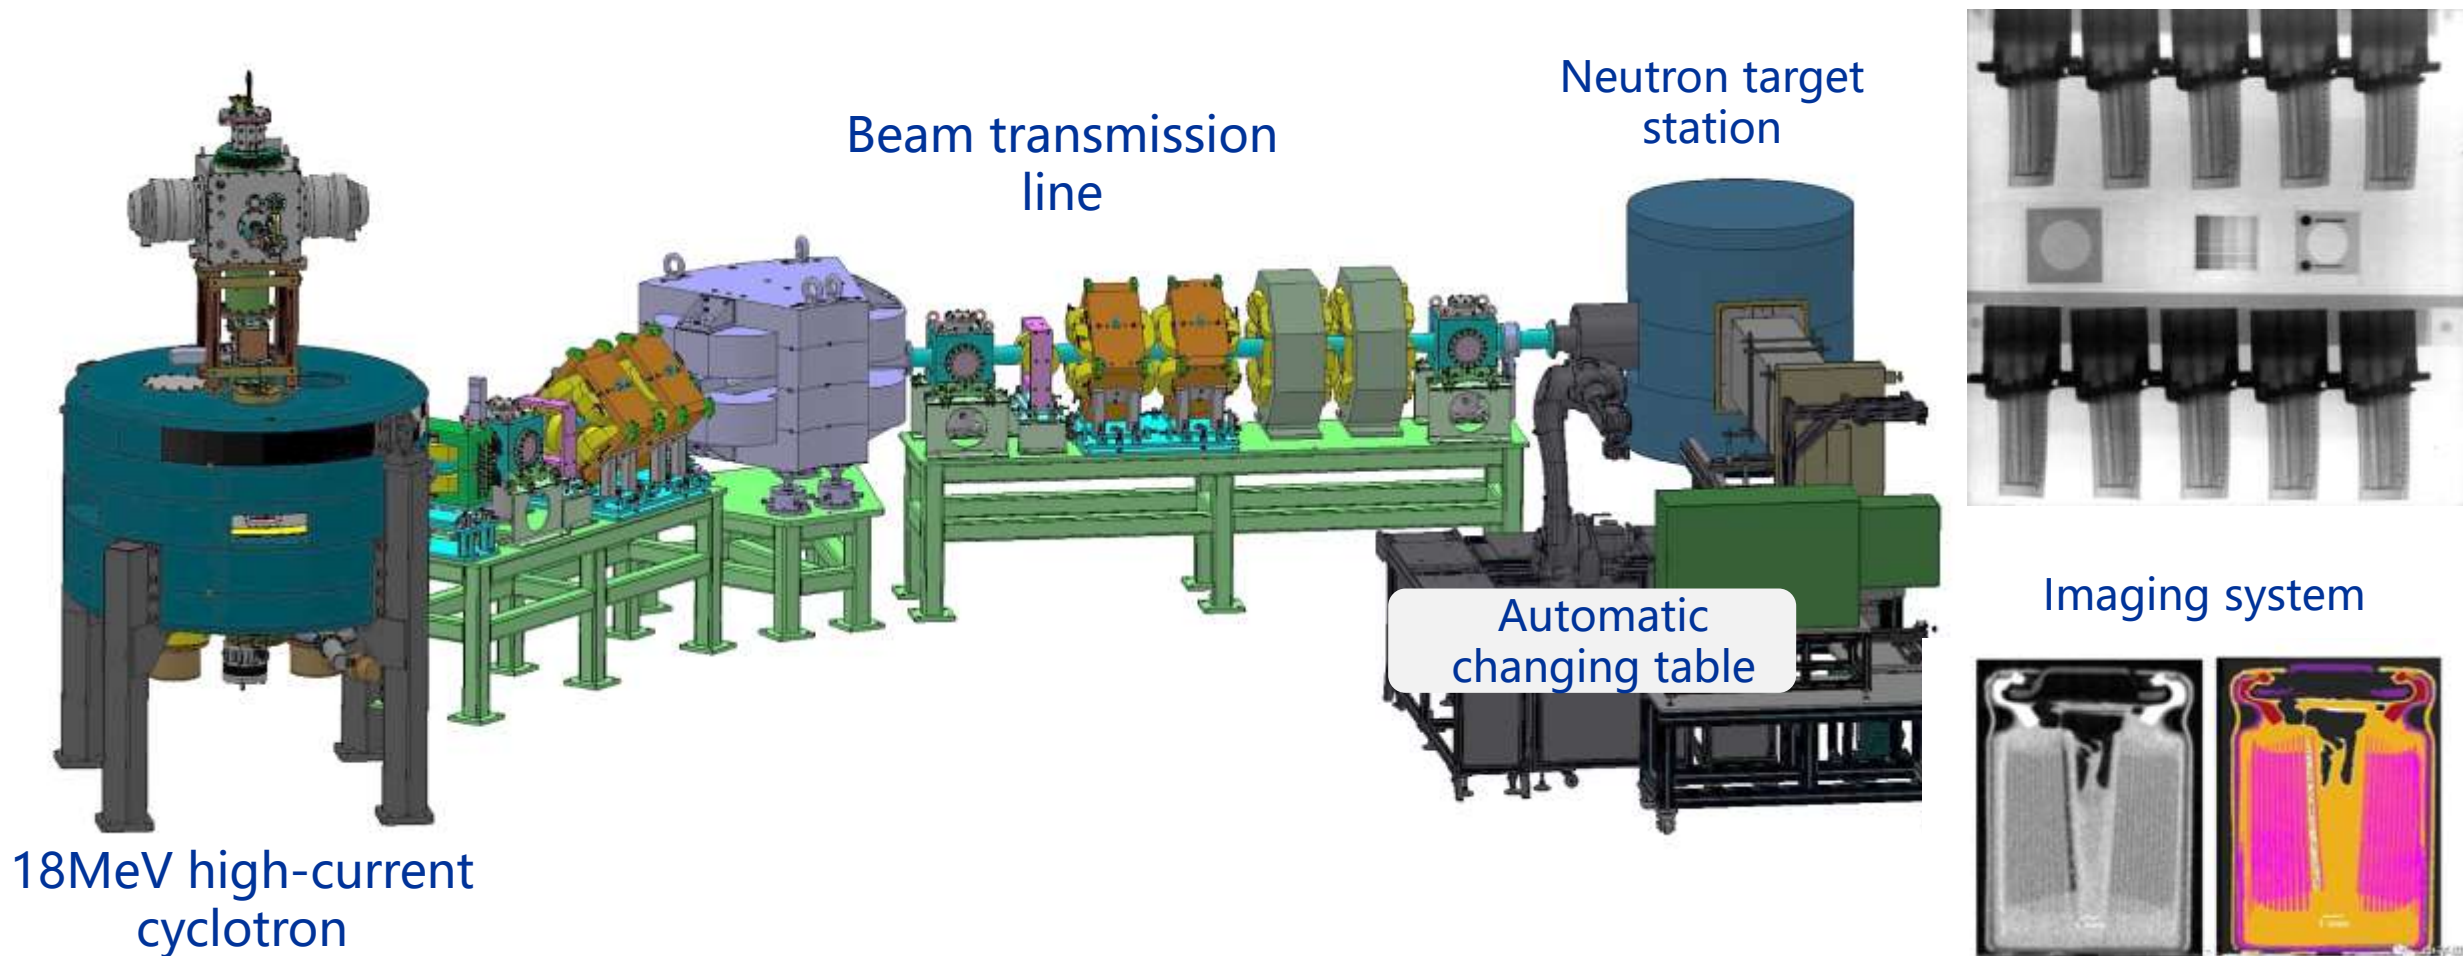 Beam transmission
line
Neutron target
station
Automatic
changing table
Imaging system
18MeV high-current
cyclotron